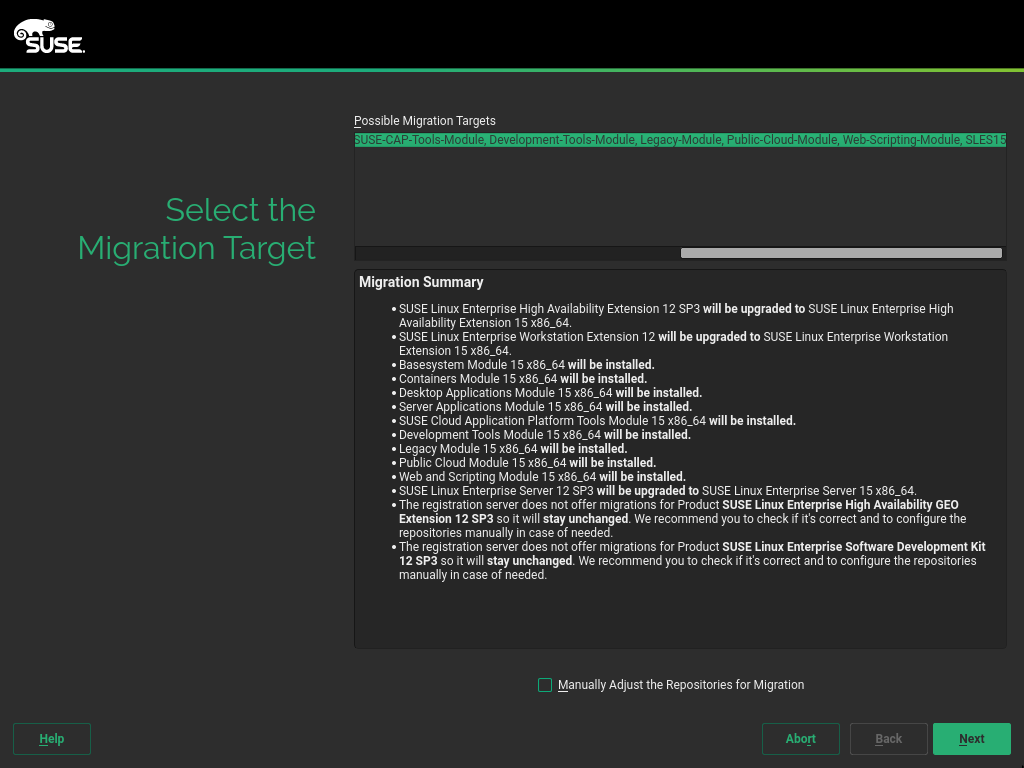 SUSE.
Possible Migration Targets
SUSE-CAP-Tools-Module, Development-Tools-Module, Legacy-Module, Public-Cloud-Module, Web-Scripting-Module, SLES15
Select the
Migration Target
Migration Summary
• SUSE Linux Enterprise High Availability Extension 12 SP3 will be upgraded to SUSE Linux Enterprise High
Availability Extension 15 x86_64.
• SUSE Linux Enterprise Workstation Extension 12 will be upgraded to SUSE Linux Enterprise Workstation
Extension 15 x86_64.
• Basesystem Module 15 x86_64 will be installed.
• Containers Module 15 x86_64 will be installed.
• Desktop Applications Module 15 x86_64 will be installed.
• Server Applications Module 15 x86_64 will be installed.
• SUSE Cloud Application Platform Tools Module 15 x86_64 will be installed.
• Development Tools Module 15 x86_64 will be installed.
• Legacy Module 15 x86_64 will be installed.
• Public Cloud Module 15 x86_64 will be installed.
• Web and Scripting Module 15 x86_64 will be installed.
• SUSE Linux Enterprise Server 12 SP3 will be upgraded to SUSE Linux Enterprise Server 15 x86_64.
• The registration server does not offer migrations for Product SUSE Linux Enterprise High Availability GEO
Extension 12 SP3 so it will stay unchanged. We recommend you to check if it's correct and to configure the
repositories manually in case of needed.
• The registration server does not offer migrations for Product SUSE Linux Enterprise Software Development Kit
12 SP3 so it will stay unchanged. We recommend you to check if it's correct and to configure the repositories
manually in case of needed.
Manually Adjust the Repositories for Migration
Help
Abort
Back
Next